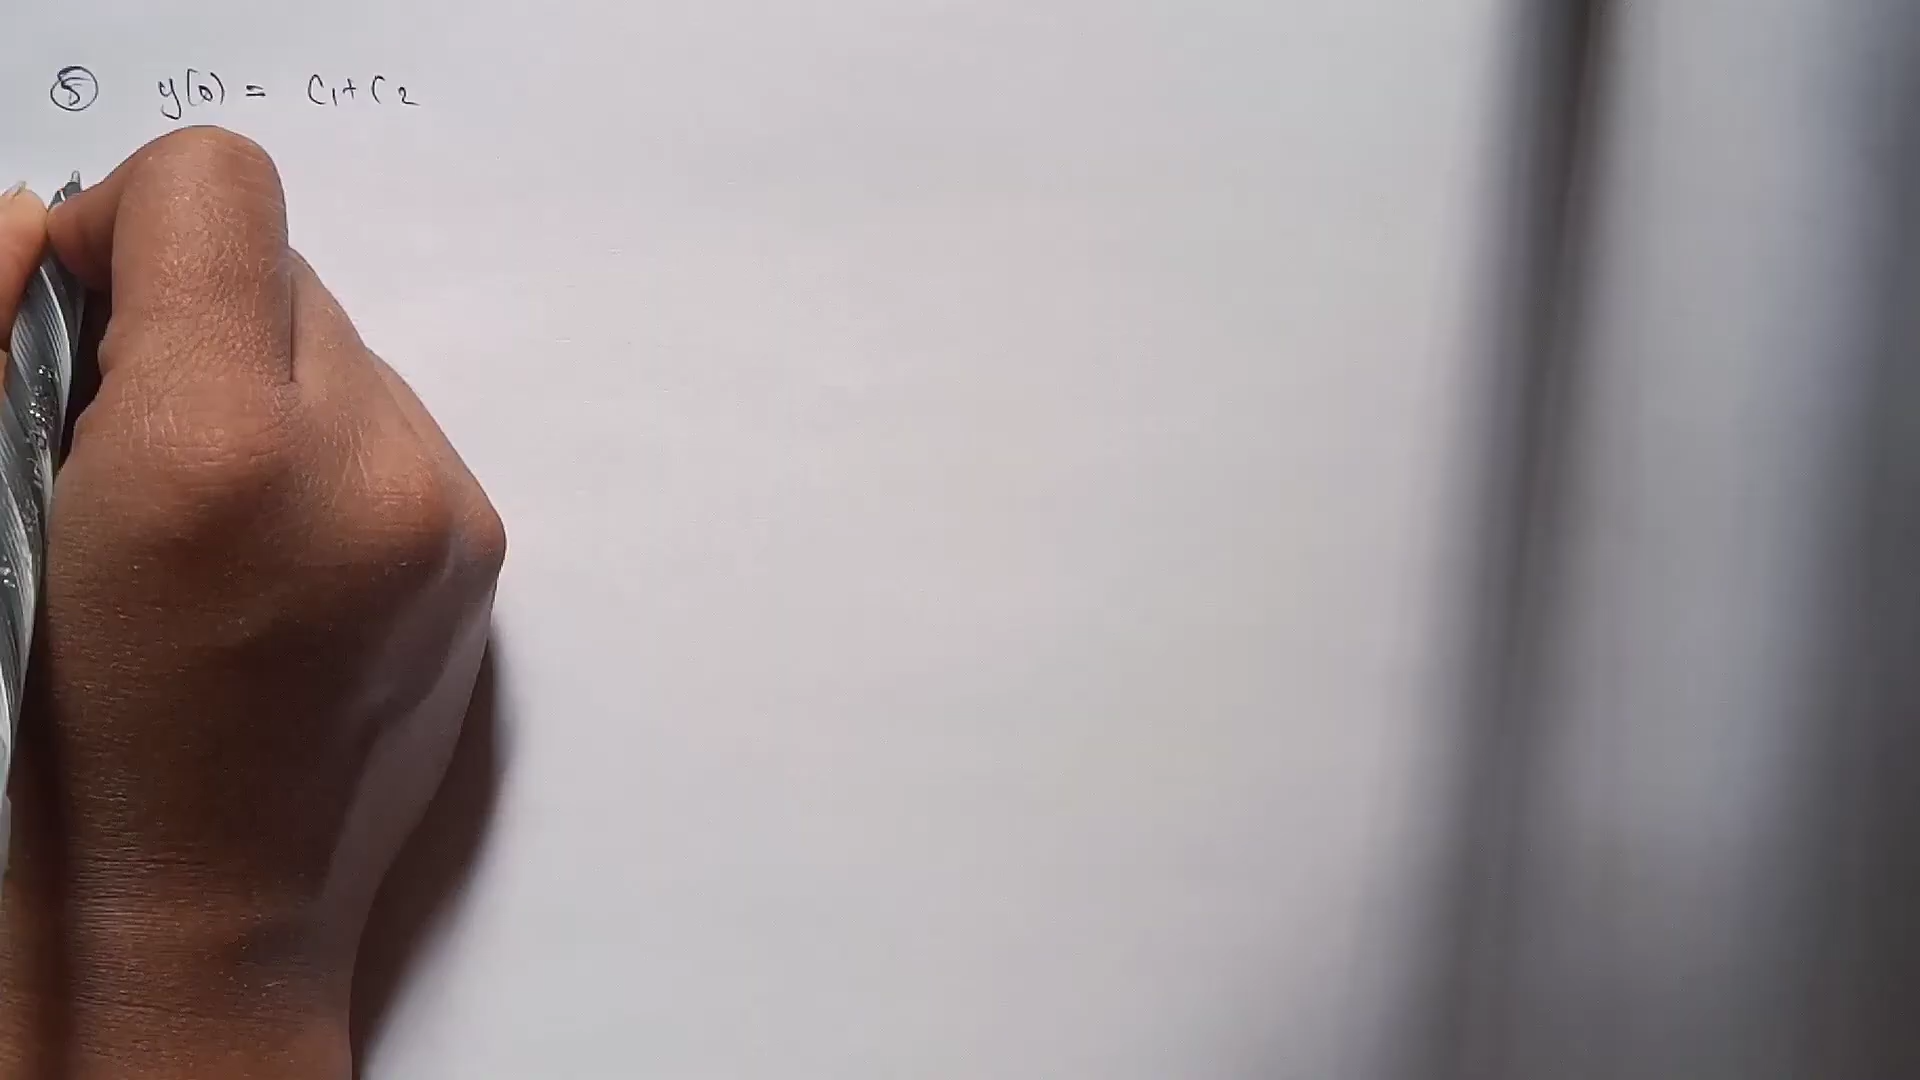 ⑤ y(0) = C₁+C₂